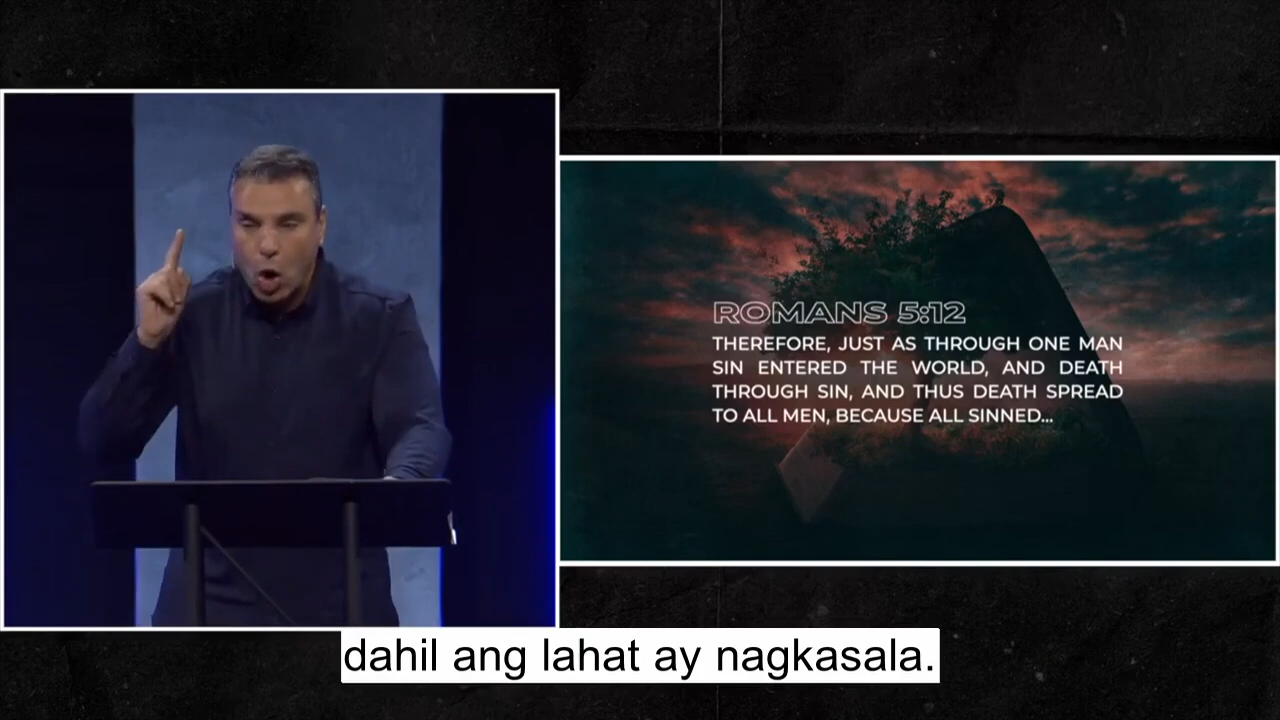 ROMANS 5:12
THEREFORE, JUST AS THROUGH ONE MAN
SIN ENTERED THE WORLD, AND DEATH
THROUGH SIN, AND THUS DEATH SPREAD
TO ALL MEN, BECAUSE ALL SINNED...
dahil ang lahat ay nagkasala.